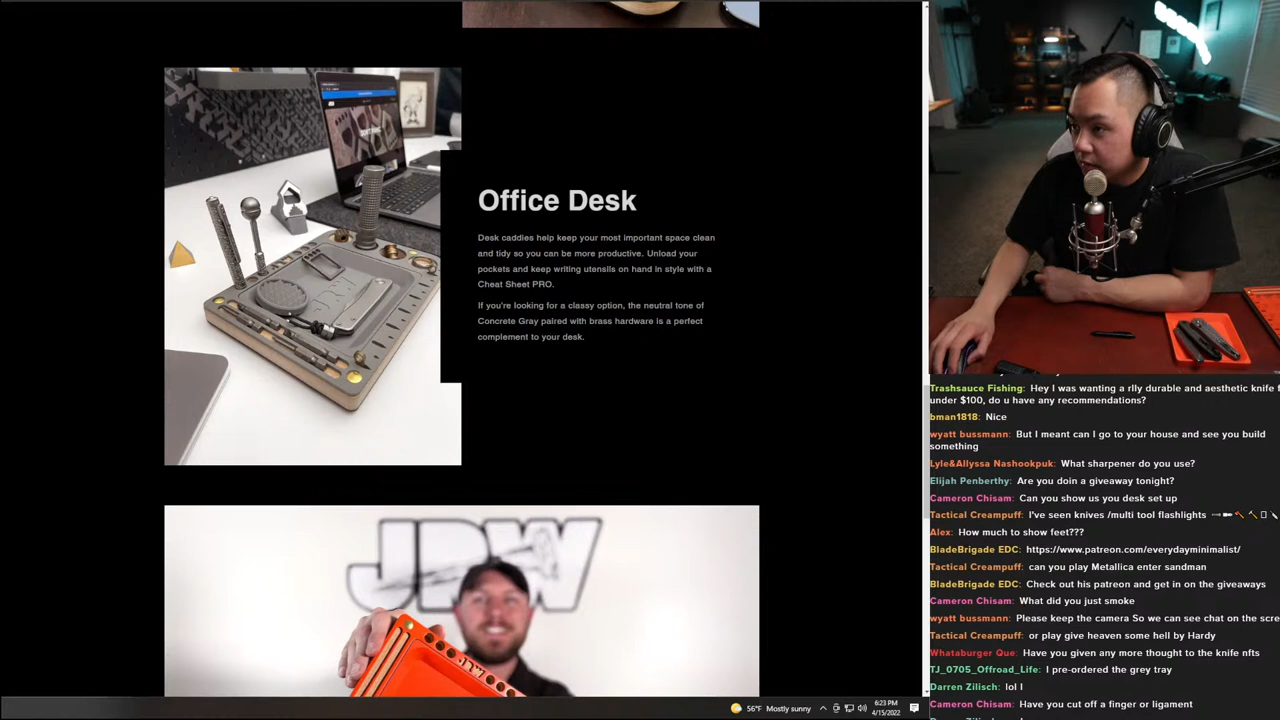 Office Desk
Desk caddies help keep your most important space clean
and tidy so you can be more productive. Unload your
pockets and keep writing utensils on hand in style with a
Cheat Sheet PRO.
If you're looking for a classy option, the neutral tone of
Concrete Gray paired with brass hardware is a perfect
complement to your desk.
JDW
56°F Mostly sunny
6:23 PM
4/15/2022
Trashsauce Fishing: Hey I was wanting a rlly durable and aesthetic knife f
under $100, do u have any recommendations?
bman1818: Nice
wyatt bussmann: But I meant can I go to your house and see you build
something
Lyle&Allyssa Nashookpuk: What sharpener do you use?
Elijah Penberthy: Are you doin a giveaway tonight?
Cameron Chisam: Can you show us you desk set up
Tactical Creampuff: I've seen knives /multi tool flashlights
Alex: How much to show feet???
BladeBrigade EDC: https://www.patreon.com/everydayminimalist/
Tactical Creampuff: can you play Metallica enter sandman
BladeBrigade EDC: Check out his patreon and get in on the giveaways
Cameron Chisam: What did you just smoke
wyatt bussmann: Please keep the camera So we can see chat on the scre
Tactical Creampuff: or play give heaven some hell by Hardy
Whataburger Que: Have you given any more thought to the knife nfts
TJ_0705_Offroad_Life: I pre-ordered the grey tray
Darren Zilisch: lol I
Cameron Chisam: Have you cut off a finger or ligament